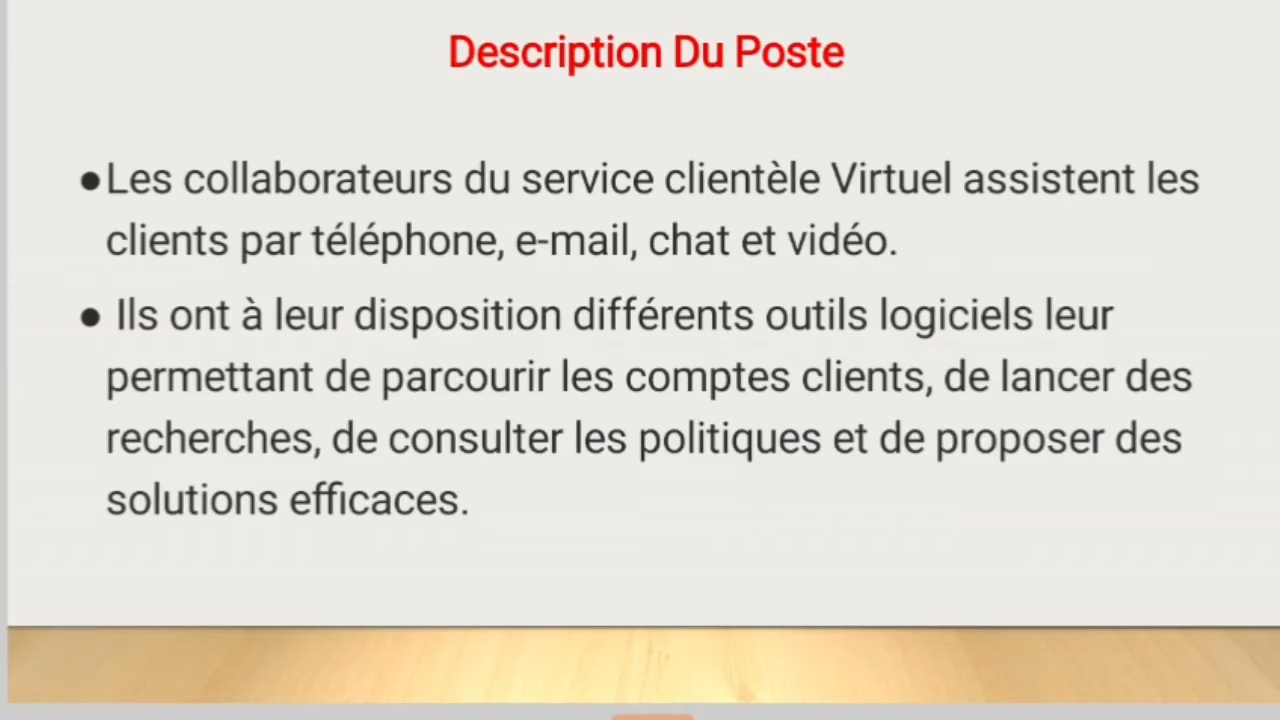 Description Du Poste
●Les collaborateurs du service clientèle Virtuel assistent les
clients par téléphone, e-mail, chat et vidéo.
● Ils ont à leur disposition différents outils logiciels leur
permettant de parcourir les comptes clients, de lancer des
recherches, de consulter les politiques et de proposer des
solutions efficaces.